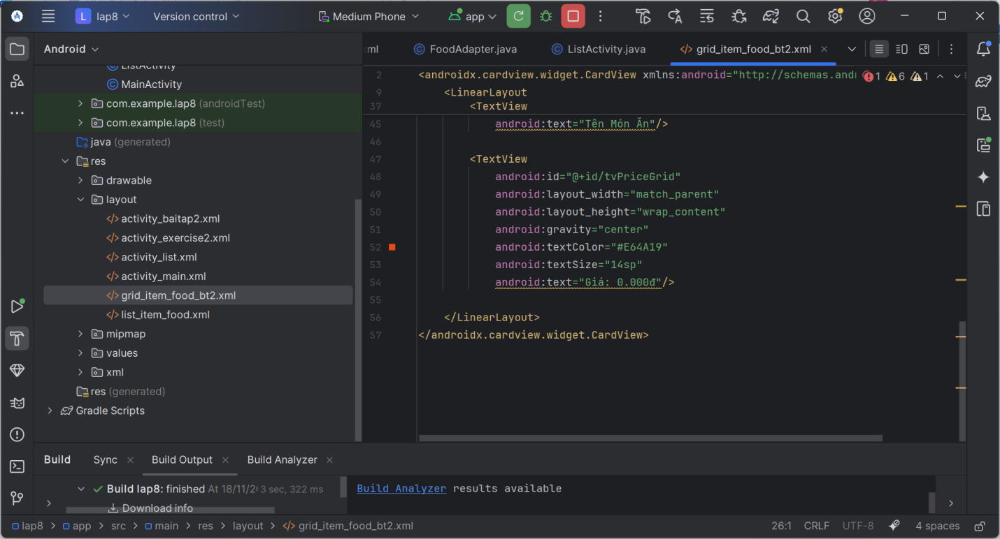 L lap8 Version control Medium Phone app
Android
ListActivity
MainActivity
com.example.lap8 (androidTest)
com.example.lap8 (test)
java (generated)
res
drawable
layout
activity_baitap2.xml
activity_exercise2.xml
activity_list.xml
activity_main.xml
grid_item_food_bt2.xml
list_item_food.xml
mipmap
values
xml
res (generated)
Gradle Scripts
ml FoodAdapter.java ListActivity.java grid_item_food_bt2.xml
2 <androidx.cardview.widget.CardView xmlns:android="http://schemas.andr 1 6 1
9 <LinearLayout
37 <TextView
45 android:text="Tên Món Ăn"/>
46
47 <TextView
48 android:id="@+id/tvPriceGrid"
49 android:layout_width="match_parent"
50 android:layout_height="wrap_content"
51 android:gravity="center"
52 android:textColor="#E64A19"
53 android:textSize="14sp"
54 android:text="Giá: 0.000đ"/>
55
56 </LinearLayout>
57 </androidx.cardview.widget.CardView>
Build Sync Build Output Build Analyzer
Build lap8: finished At 18/11/2 3 sec, 322 ms
Download info
Build Analyzer results available
lap8 > app > src > main > res > layout > grid_item_food_bt2.xml 26:1 CRLF UTF-8 4 spaces